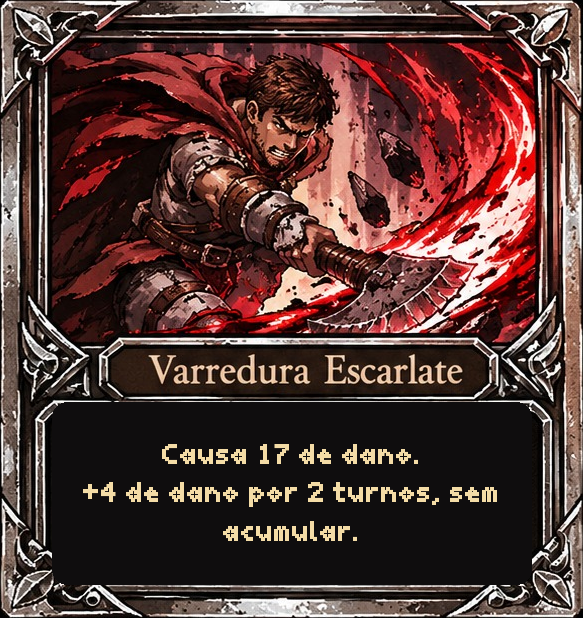 Varredura Escarlate
Causa 17 de dano.
+4 de dano por 2 turnos, sem
acumular.